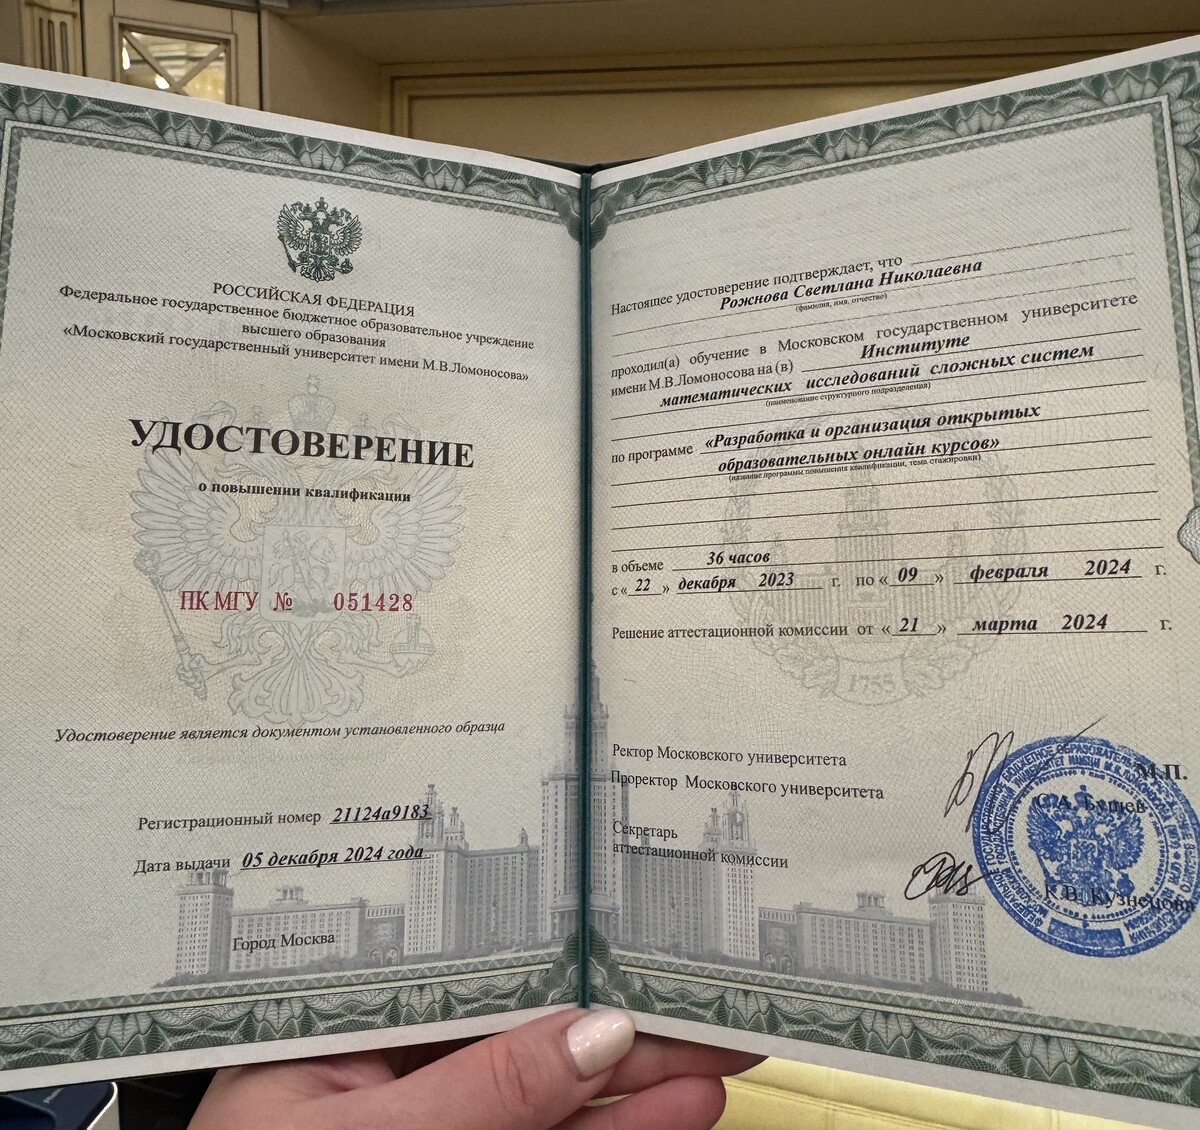 РОССИЙСКАЯ ФЕДЕРАЦИЯ
Федеральное государственное бюджетное образовательное учреждение
высшего образования
«Московский государственный университет имени М.В.Ломоносова»
УДОСТОВЕРЕНИЕ
о повышении квалификации
ПК МГУ № 051428
Удостоверение является документом установленного образца
Регистрационный номер 21124а9183
Дата выдачи 05 декабря 2024 года
Город Москва
Настоящее удостоверение подтверждает, что
Рожнова Светлана Николаевна
(фамилия, имя, отчество)
проходил(а) обучение в Московском государственном университете
имени М.В.Ломоносова на (в) Институте
математических исследований сложных систем
(наименование структурного подразделения)
по программе «Разработка и организация открытых
образовательных онлайн курсов»
(название программы повышения квалификации, тема стажировки)
в объеме 36 часов
с « 22 » декабря 2023 г. по « 09 » февраля 2024 г.
Решение аттестационной комиссии от « 21 » марта 2024 г.
1755
Ректор Московского университета
Проректор Московского университета
М.П.
Секретарь
аттестационной комиссии
К.В. Кузнецова